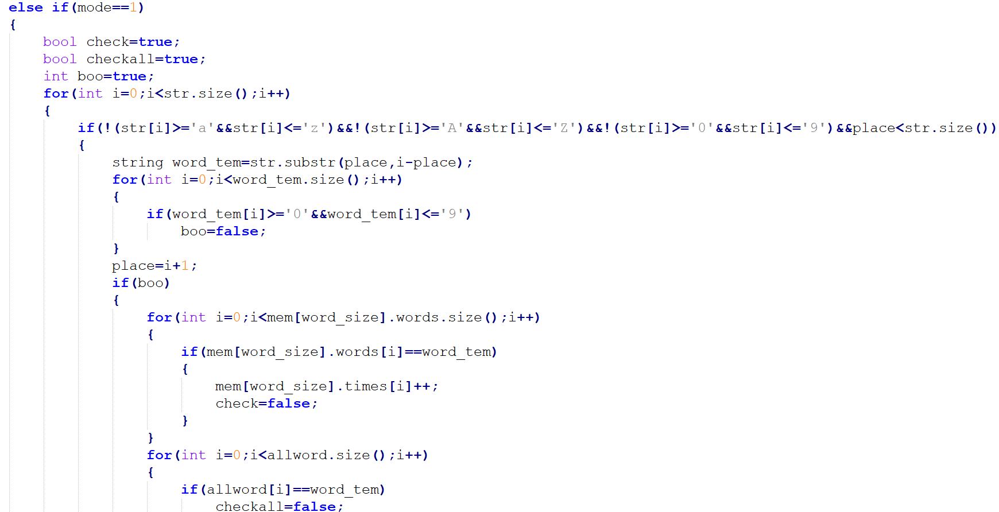 else if(mode==1)
{
    bool check=true;
    bool checkall=true;
    int boo=true;
    for(int i=0;i<str.size();i++)
    {
        if(!(str[i]>='a'&&str[i]<='z')&&!(str[i]>='A'&&str[i]<='Z')&&!(str[i]>='0'&&str[i]<='9')&&place<str.size())
        {
            string word_tem=str.substr(place,i-place);
            for(int i=0;i<word_tem.size();i++)
            {
                if(word_tem[i]>='0'&&word_tem[i]<='9')
                    boo=false;
            }
            place=i+1;
            if(boo)
            {
                for(int i=0;i<mem[word_size].words.size();i++)
                {
                    if(mem[word_size].words[i]==word_tem)
                    {
                        mem[word_size].times[i]++;
                        check=false;
                    }
                }
                for(int i=0;i<allword.size();i++)
                {
                    if(allword[i]==word_tem)
                        checkall=false;